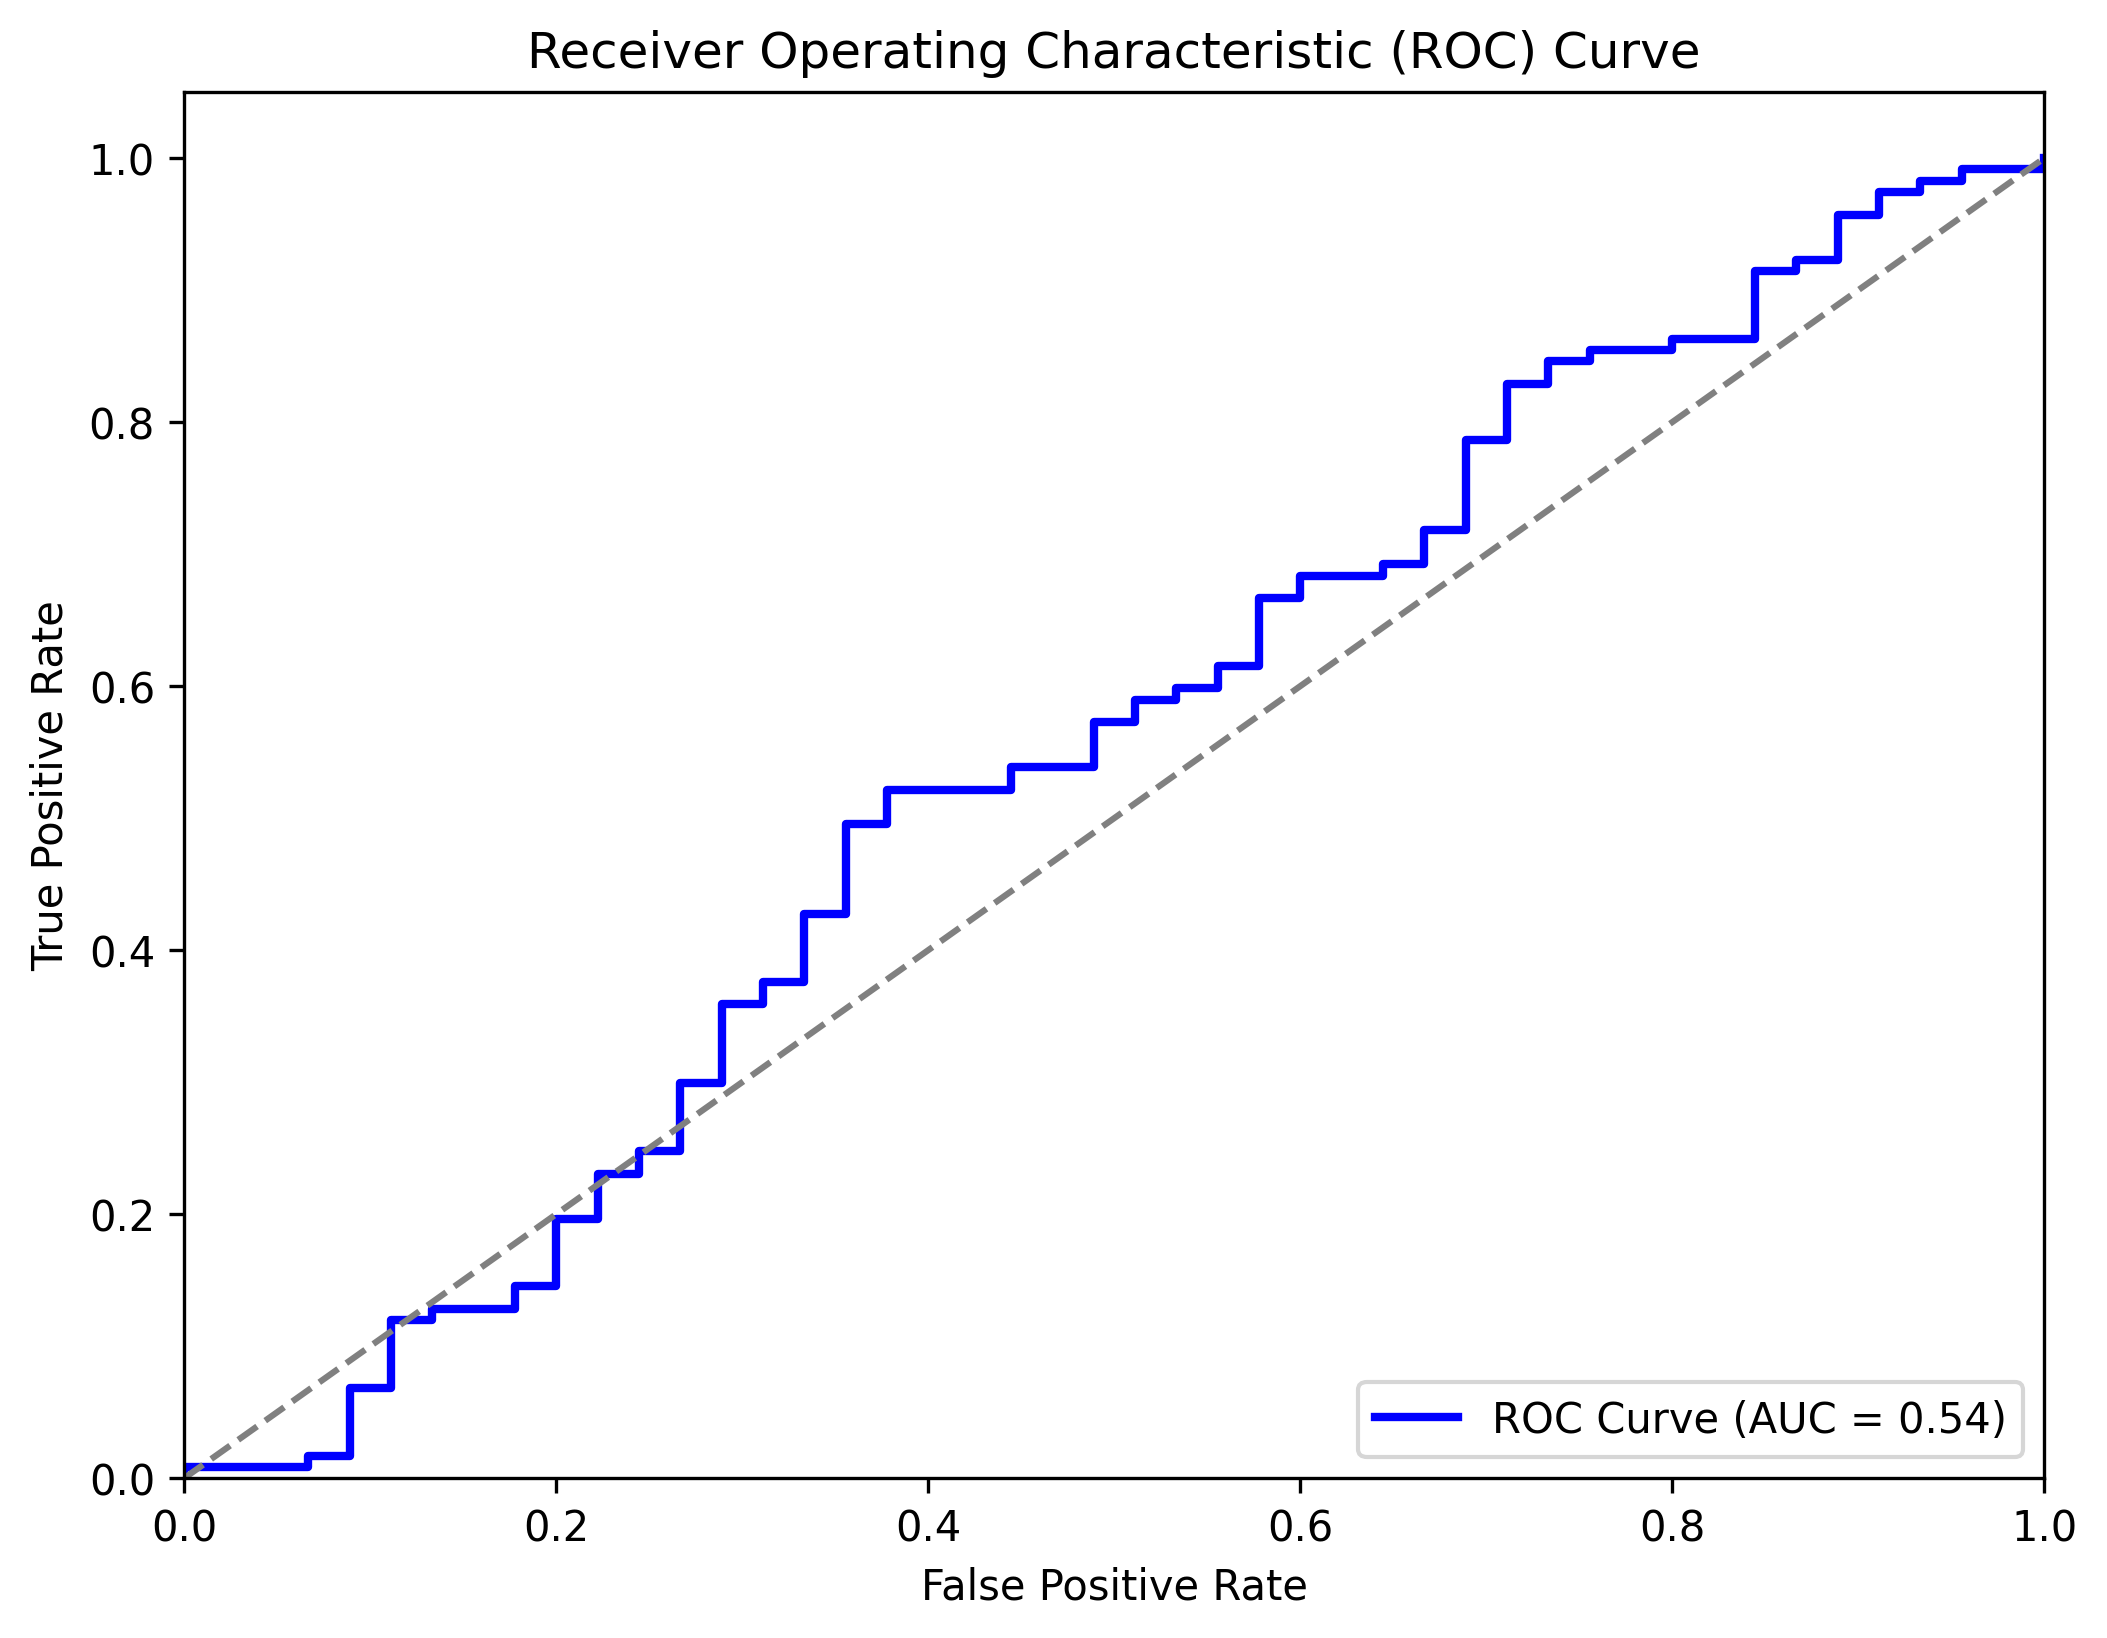 Receiver Operating Characteristic (ROC) Curve
1.0
0.8
0.6
0.4
0.2
0.0
True Positive Rate
ROC Curve (AUC = 0.54)
0.0 0.2 0.4 0.6 0.8 1.0
False Positive Rate